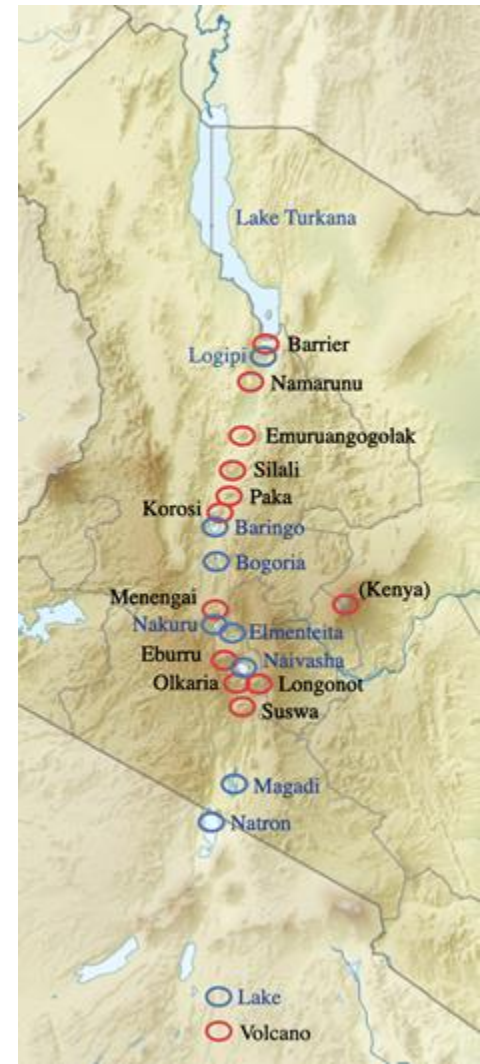 Lake Turkana
Barrier
Logipi
Namarunu
Emuruangogolak
Silali
Paka
Korosi
Baringo
Bogoria
(Kenya)
Menengai
Nakuru
Elmenteita
Eburru
Naivasha
Olkaria
Longonot
Suswa
Magadi
Natron
Lake
Volcano